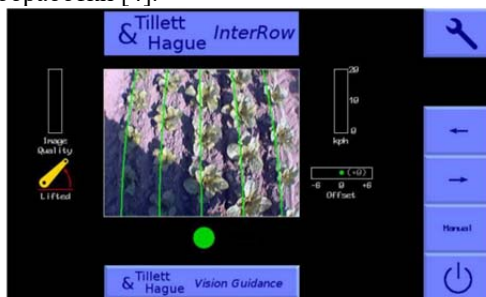 [4].
& Tillett
Hague
InterRow
20
10
0
kph
Image
Quality
Lifted
(+0)
-6 0 +6
Offset
Manual
& Tillett
Hague
Vision Guidance